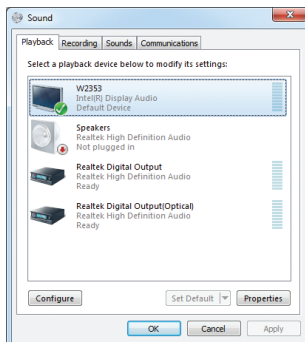 Sound
Playback Recording Sounds Communications
Select a playback device below to modify its settings:
W2353
Intel(R) Display Audio
Default Device
Speakers
Realtek High Definition Audio
Not plugged in
Realtek Digital Output
Realtek High Definition Audio
Ready
Realtek Digital Output(Optical)
Realtek High Definition Audio
Ready
Configure Set Default Properties
OK Cancel Apply